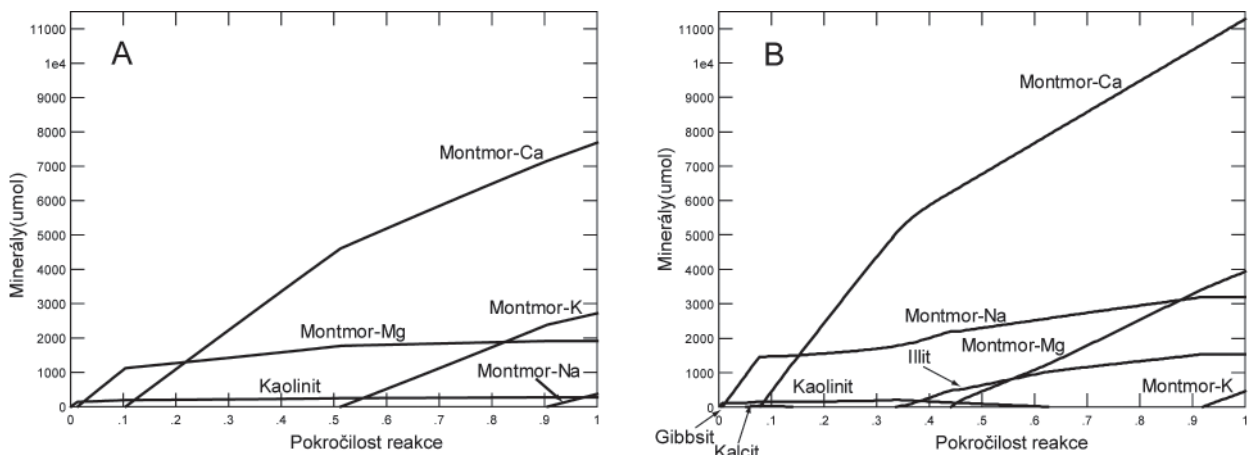 A
11000
1e4
9000
8000
7000
6000
5000
4000
3000
2000
1000
0
Minerály(umol)
Montmor-Ca
Montmor-K
Montmor-Mg
Montmor-Na
Kaolinit
0 .1 .2 .3 .4 .5 .6 .7 .8 .9 1
Pokročilost reakce
B
11000
1e4
9000
8000
7000
6000
5000
4000
3000
2000
1000
0
Minerály(umol)
Montmor-Ca
Montmor-Na
Montmor-Mg
Illit
Kaolinit
Montmor-K
0 .1 .2 .3 .4 .5 .6 .7 .8 .9 1
Gibbsit
Kalcit
Pokročilost reakce